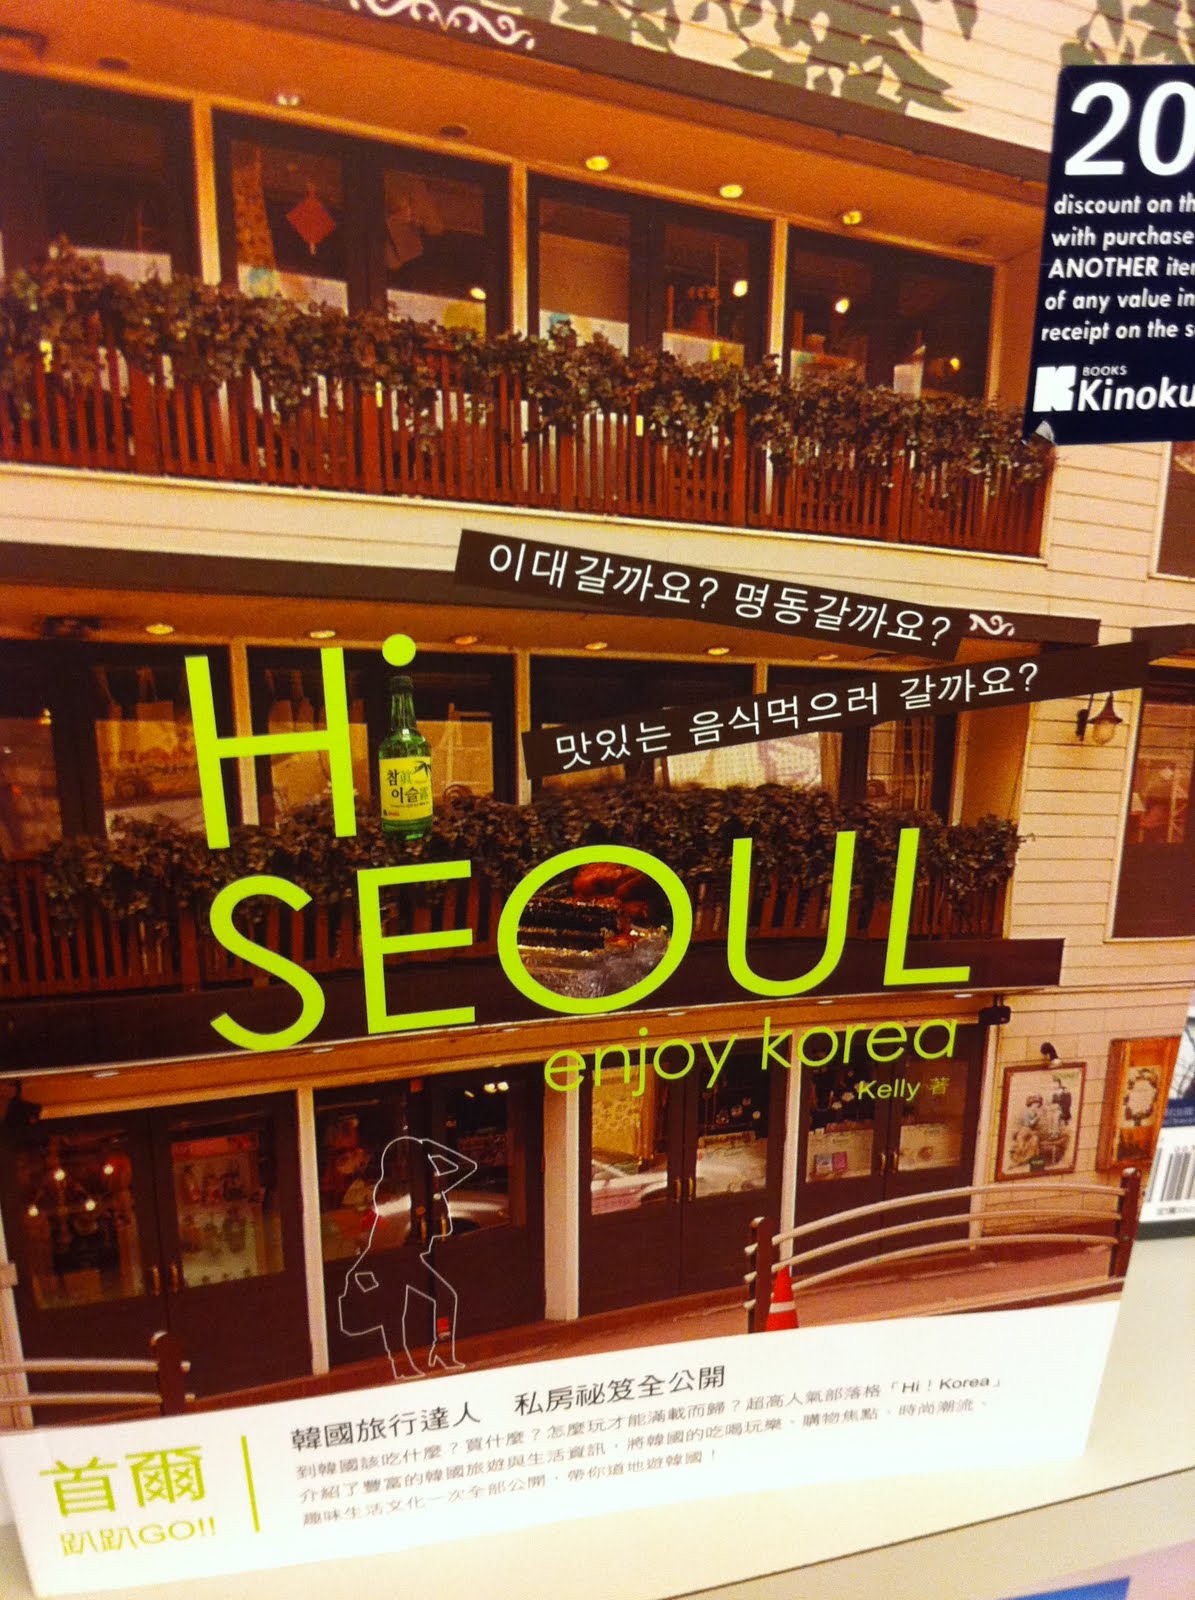 20
discount on th
with purchase
ANOTHER iter
of any value in
receipt on the s
BOOKS
Kinoku
이대갈까요? 명동갈까요?
맛있는 음식먹으러 갈까요?
Hi
참眞
이슬露
SEOUL
enjoy korea
Kelly 著
首爾
趴趴GO!!
韓國旅行達人 私房祕笈全公開
到韓國該吃什麼？買什麼？怎麼玩才能滿載而歸？超高人氣部落格「Hi！Korea」
介紹了豐富的韓國旅遊與生活資訊，將韓國的吃喝玩樂、購物焦點、時尚潮流、
趣味生活文化一次全部公開，帶你道地遊韓國！